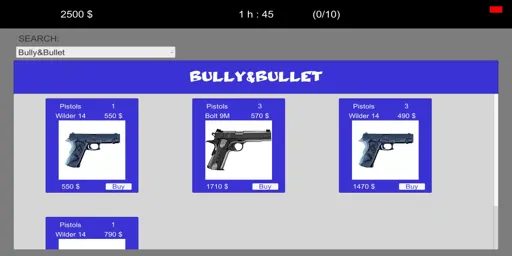 2500 $ 1 h : 45 (0/10)
SEARCH:
Bully&Bullet
BULLY&BULLET
Pistols 1
Wilder 14 550 $
550 $ Buy
Pistols 3
Bolt 9M 570 $
1710 $ Buy
Pistols 3
Wilder 14 490 $
1470 $ Buy
Pistols 1
Wilder 14 790 $